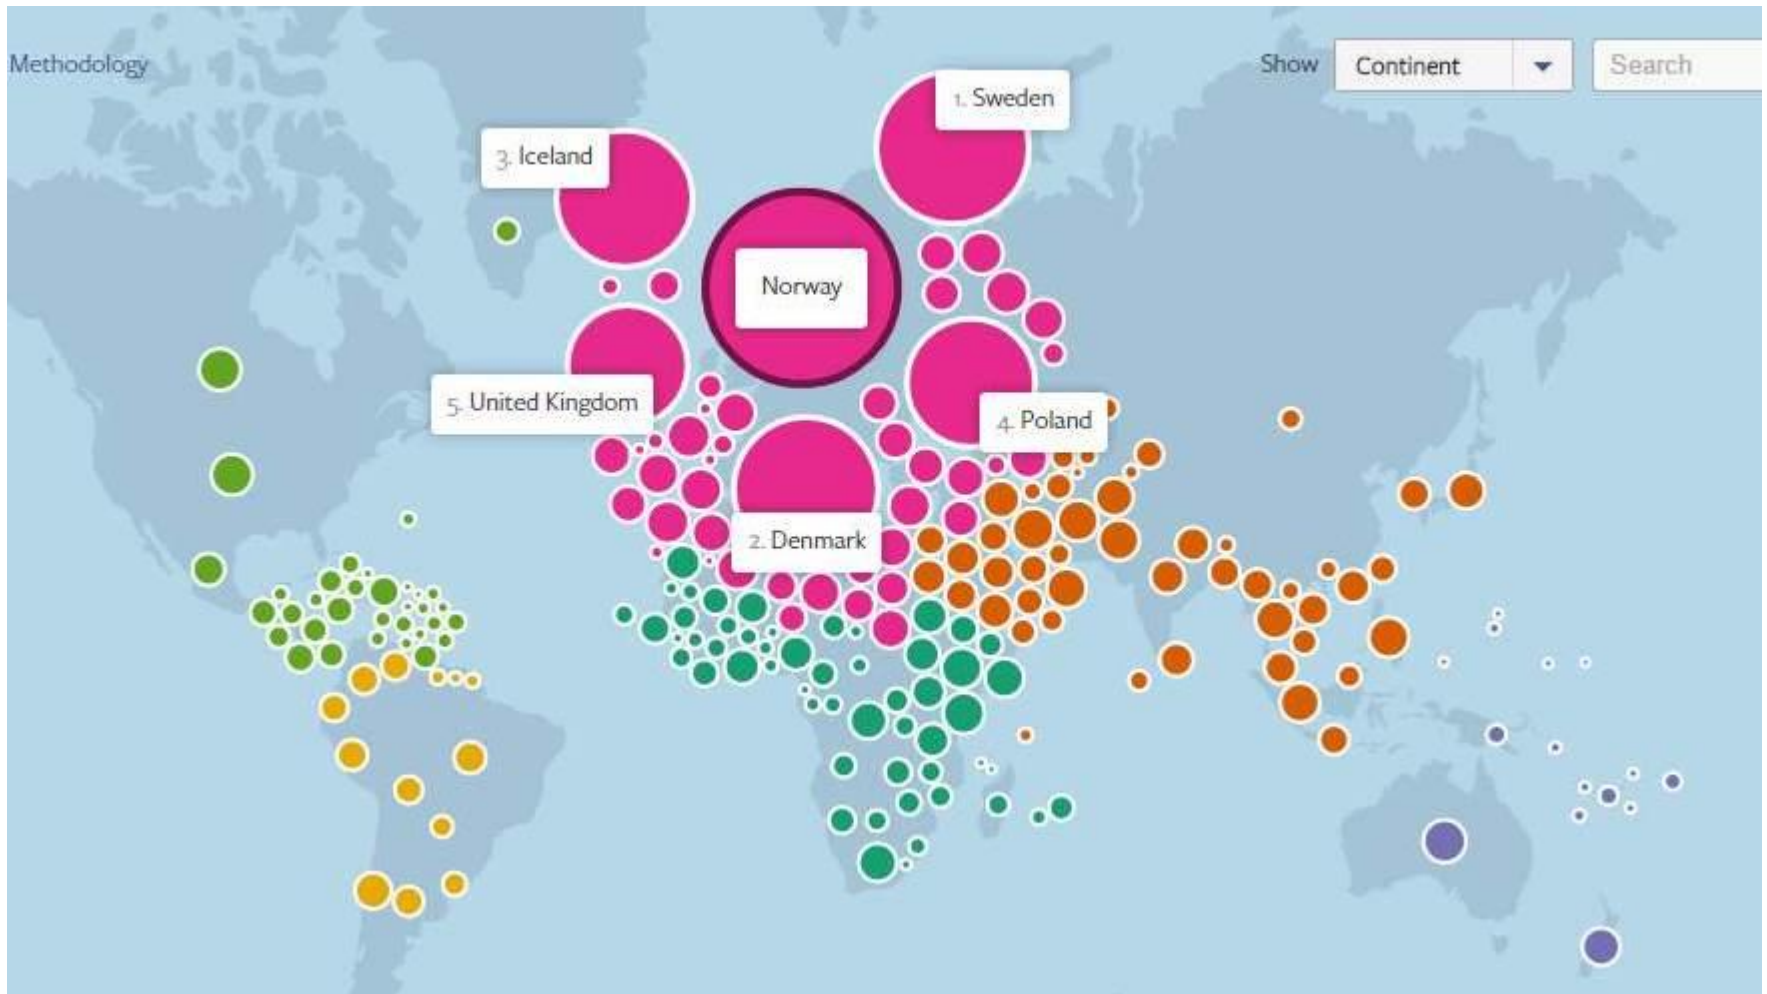 Methodology
Show
Continent
Search
1. Sweden
3. Iceland
Norway
5. United Kingdom
4. Poland
2. Denmark